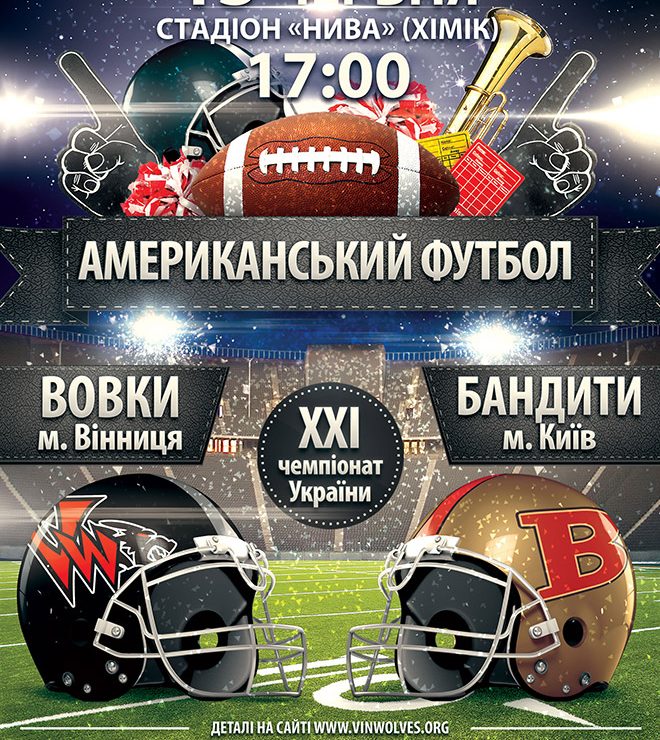 СТАДІОН «НИВА» (ХІМІК)
17:00
АМЕРИКАНСЬКИЙ ФУТБОЛ
ВОВКИ
м. Вінниця
БАНДИТИ
м. Київ
XXI
чемпіонат
України
W
B
ДЕТАЛІ НА САЙТІ WWW.VINWOLVES.ORG